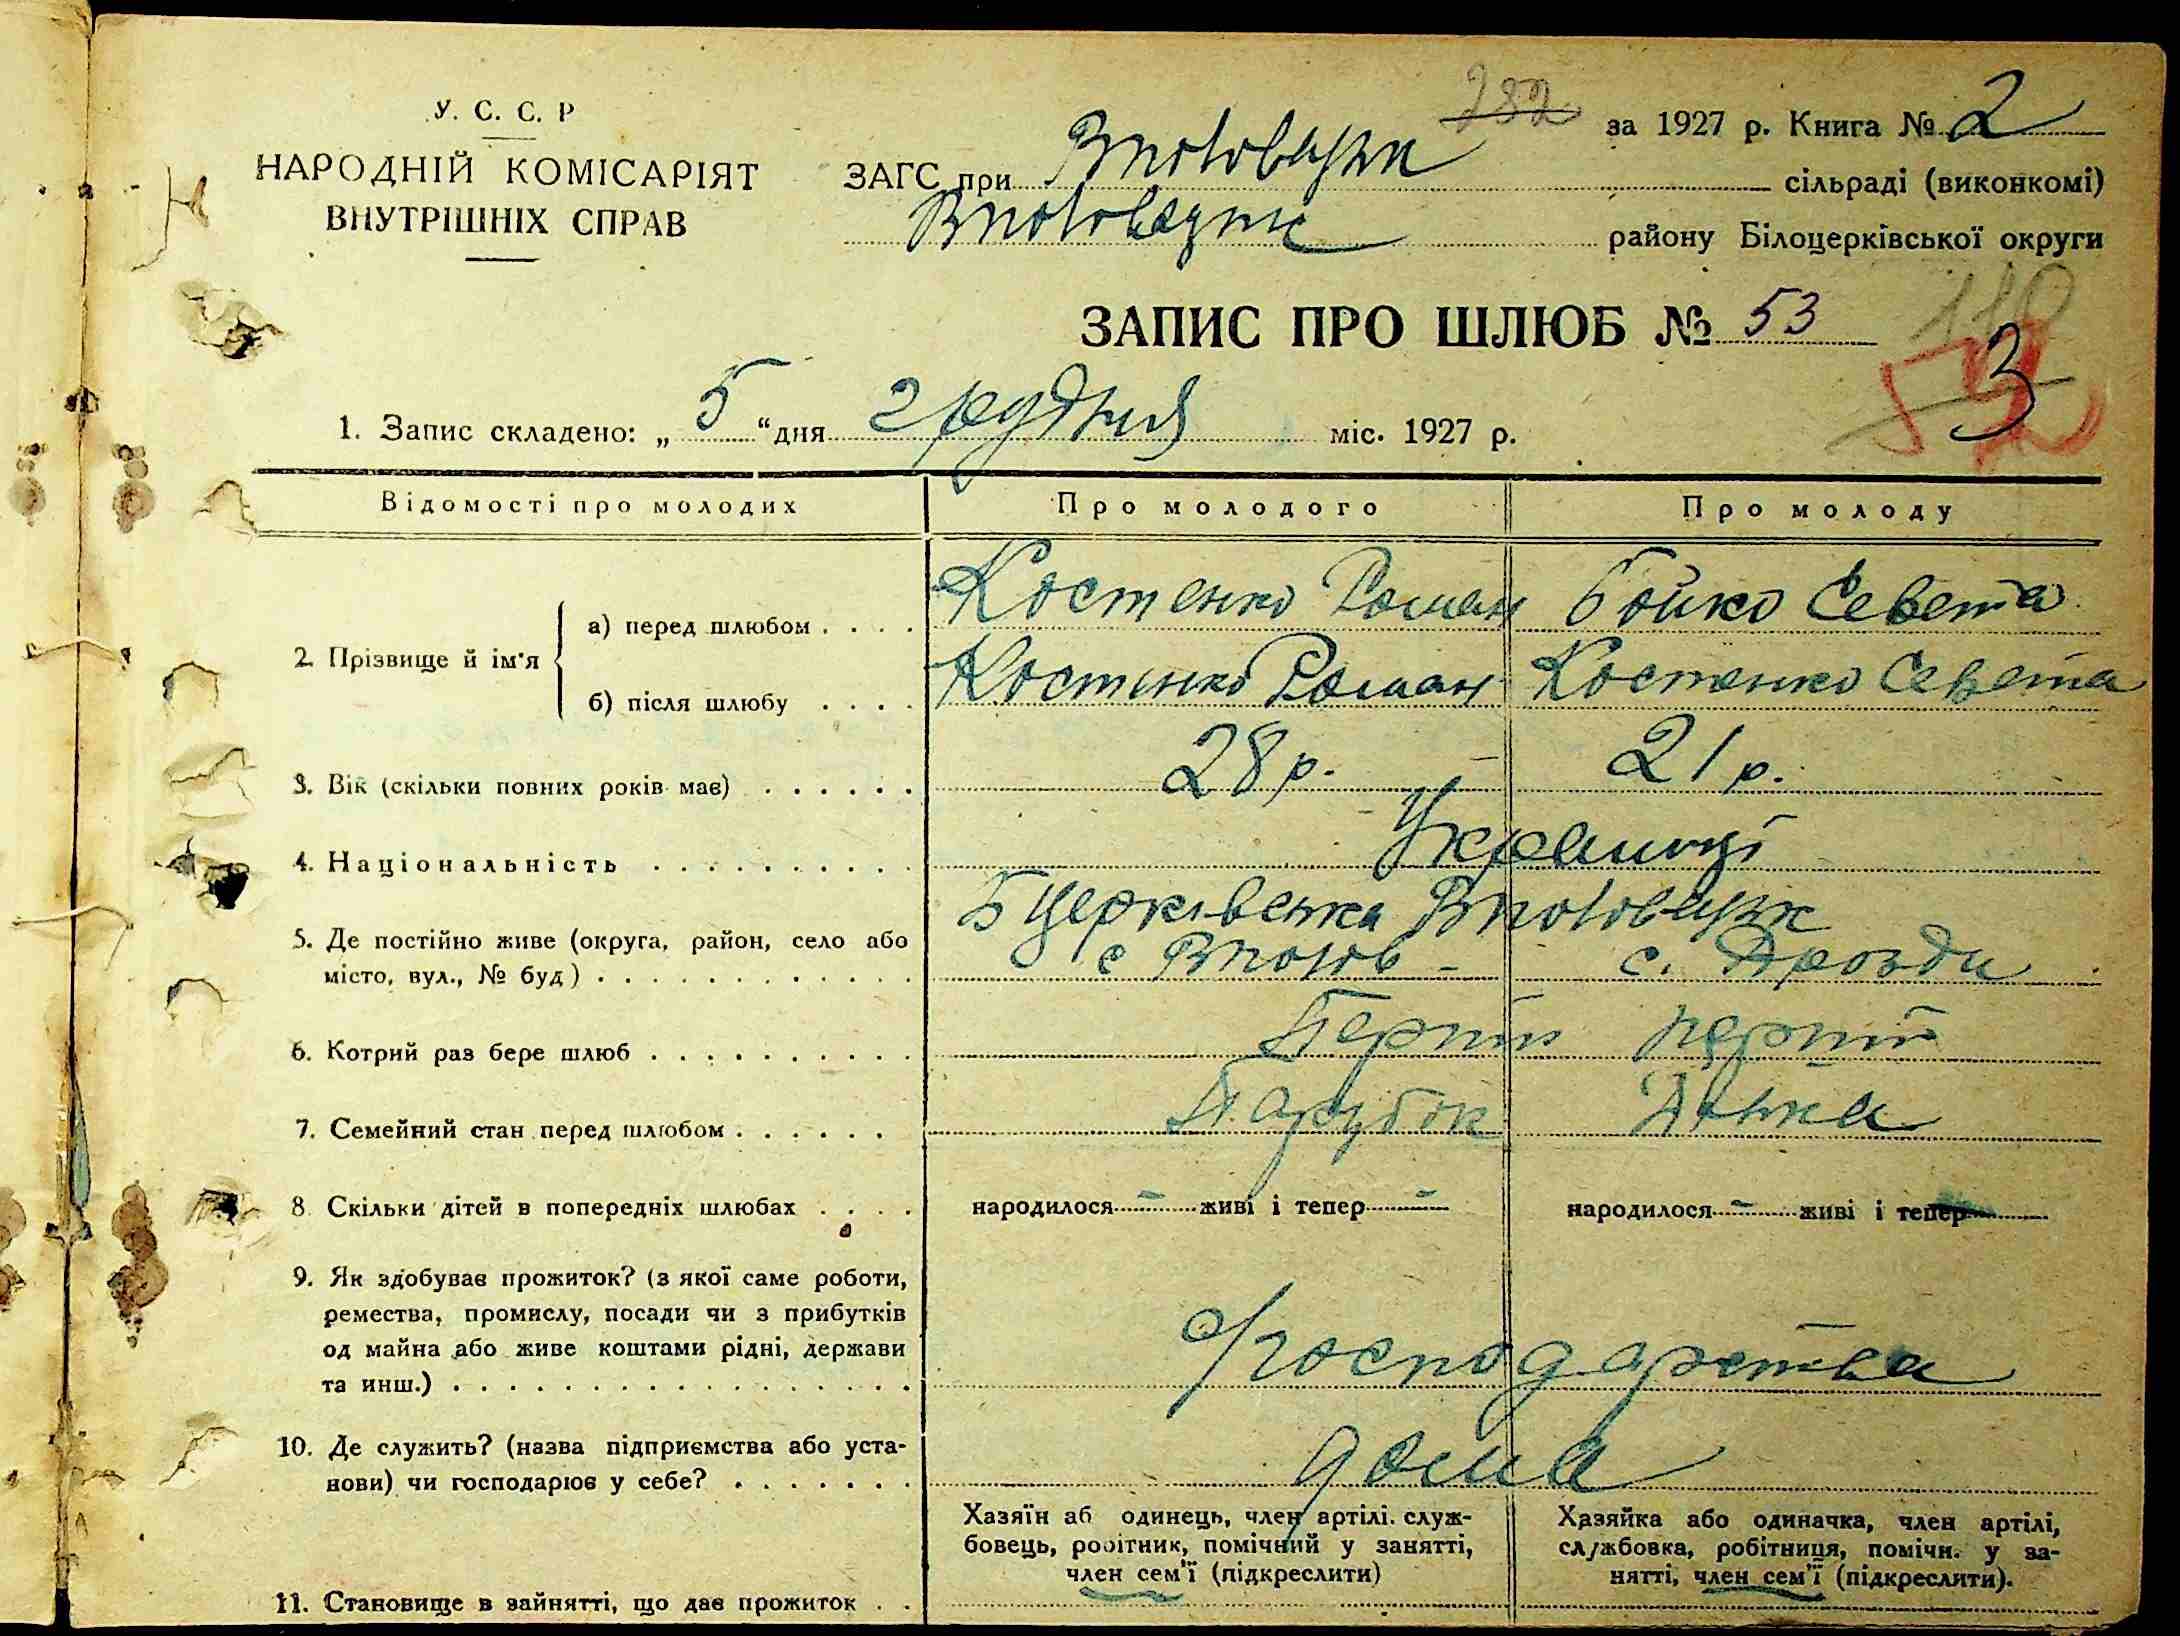 У. С. С. Р
НАРОДНІЙ КОМІСАРІЯТ
ВНУТРІШНІХ СПРАВ
282
за 1927 р. Книга № 2
ЗАГС при сільраді (виконкомі)
району Білоцерківської округи
ЗАПИС ПРО ШЛЮБ № 53
3
1. Запис складено: „ 5 “ дня грудня міс. 1927 р.
Відомості про молодих Про молодого Про молоду
2. Прізвище й ім'я
а) перед шлюбом . . . . Костенко Роман Бойко Севета
б) після шлюбу . . . . Костенко Роман Костенко Севета
3. Вік (скільки повних років має) . . . . . . 28 р. 21 р.
4. Національність . . . . . . . . . . Українці
5. Де постійно живе (округа, район, село або Бцерківська
місто, вул., № буд) . . . . . . . . . . . . . с. с. Дрозди
6. Котрий раз бере шлюб . . . . . . . . . . Перший перший
7. Семейний стан перед шлюбом . . . . . . Парубок Дівка
8. Скільки дітей в попередніх шлюбах . . . . народилося – живі і тепер – народилося – живі і тепер
9. Як здобуває прожиток? (з якої саме роботи,
ремества, промислу, посади чи з прибутків
од майна або живе коштами рідні, держави
та инш.) . . . . . . . . . . . . . . . . . Господарства
10. Де служить? (назва підприємства або уста-
нови) чи господарює у себе? . . . . . . . дома
Хазяїн аб одинець, член артілі. служ-
бовець, робітник, помічний у занятті,
член сем'ї (підкреслити)
Хазяйка або одиначка, член артілі,
службовка, робітниця, помічн. у за-
нятті, член сем'ї (підкреслити).
11. Становище в зайнятті, що дає прожиток . .